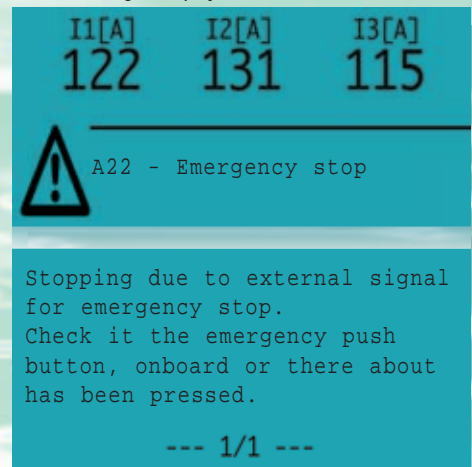 I1[A] I2[A] I3[A]
122 131 115
A22 - Emergency stop
Stopping due to external signal
for emergency stop.
Check it the emergency push
button, onboard or there about
has been pressed.
--- 1/1 ---